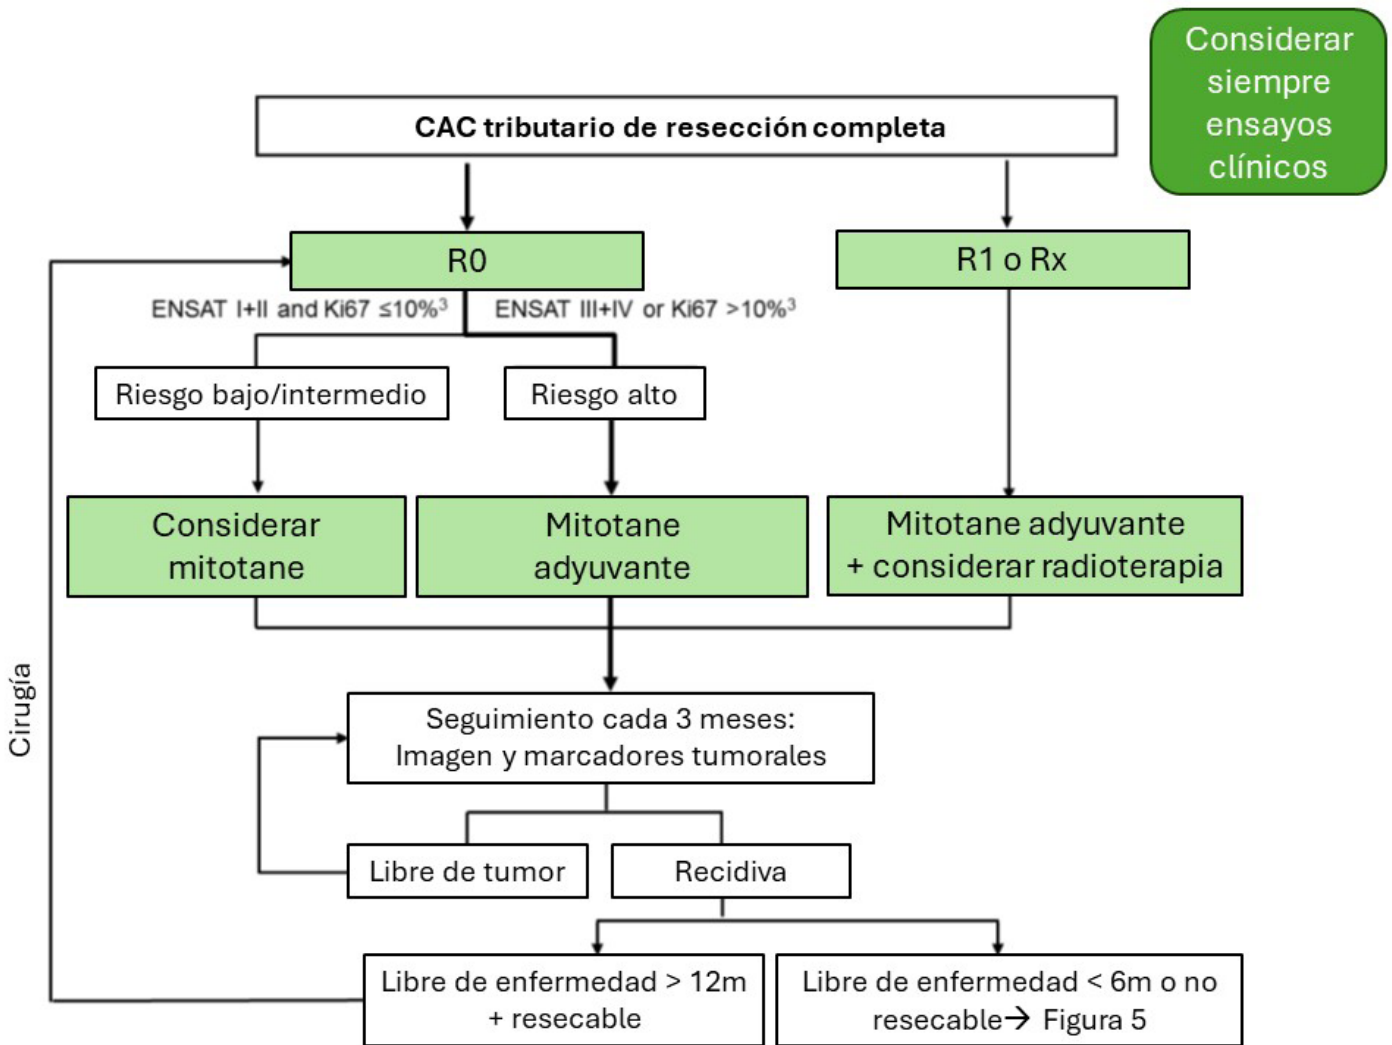 Considerar
siempre
ensayos
clínicos
CAC tributario de resección completa
R0
R1 o Rx
ENSAT I+II and Ki67 ≤10%³
ENSAT III+IV or Ki67 >10%³
Riesgo bajo/intermedio
Riesgo alto
Considerar
mitotane
Mitotane
adyuvante
Mitotane adyuvante
+ considerar radioterapia
Cirugía
Seguimiento cada 3 meses:
Imagen y marcadores tumorales
Libre de tumor
Recidiva
Libre de enfermedad > 12m
+ resecable
Libre de enfermedad < 6m o no
resecable→ Figura 5